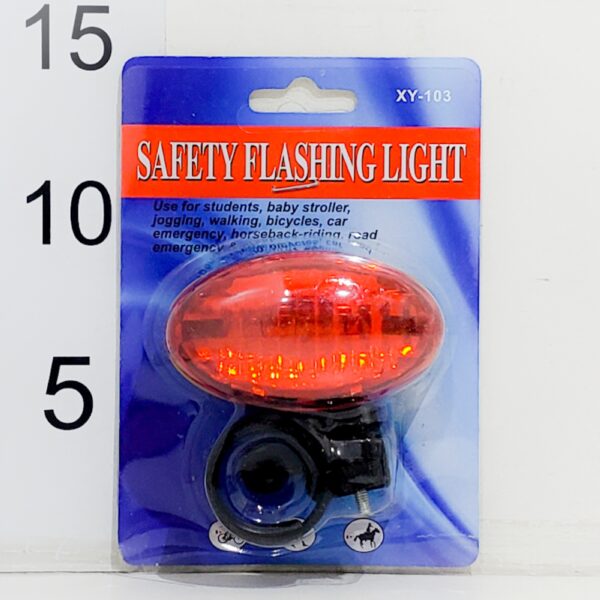 15
XY-103
SAFETY FLASHING LIGHT
10
Use for students, baby stroller,
jogging, walking, bicycles, car
emergency, horseback-riding, road
emergency &
5